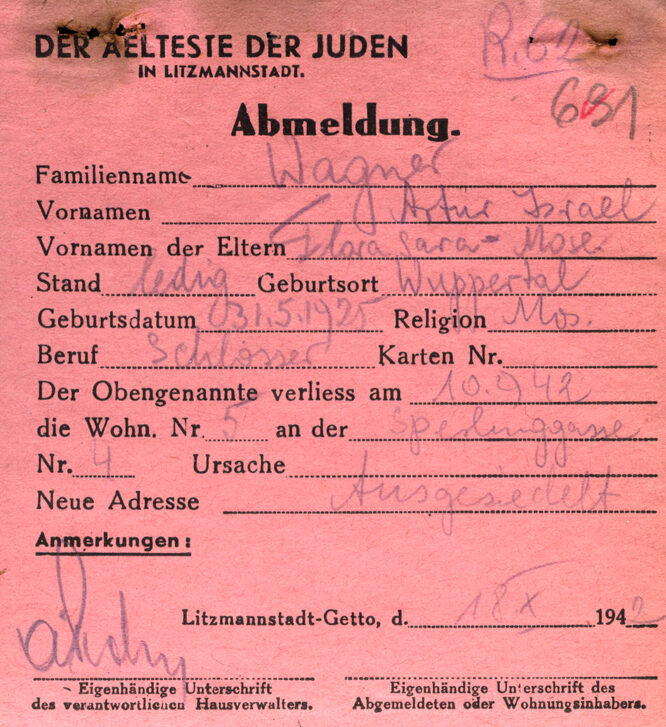 DER AELTESTE DER JUDEN R.62
IN LITZMANNSTADT. 631
Abmeldung.
Familienname Wagner
Vornamen Artur Israel
Vornamen der Eltern Flora Sara - Mose
Stand ledig Geburtsort Wuppertal
Geburtsdatum 31.5.1925 Religion Mos.
Beruf Schlosser Karten Nr.
Der Obengenannte verliess am 10.9 42
die Wohn. Nr. 5 an der Sperlinggasse
Nr. 4 Ursache
Neue Adresse Ausgesiedelt
Anmerkungen:
Litzmannstadt-Getto, d. 18 X 1942
Eigenhändige Unterschrift
des verantwortlichen Hausverwalters.
Eigenhändige Unterschrift des
Abgemeldeten oder Wohnungsinhabers.